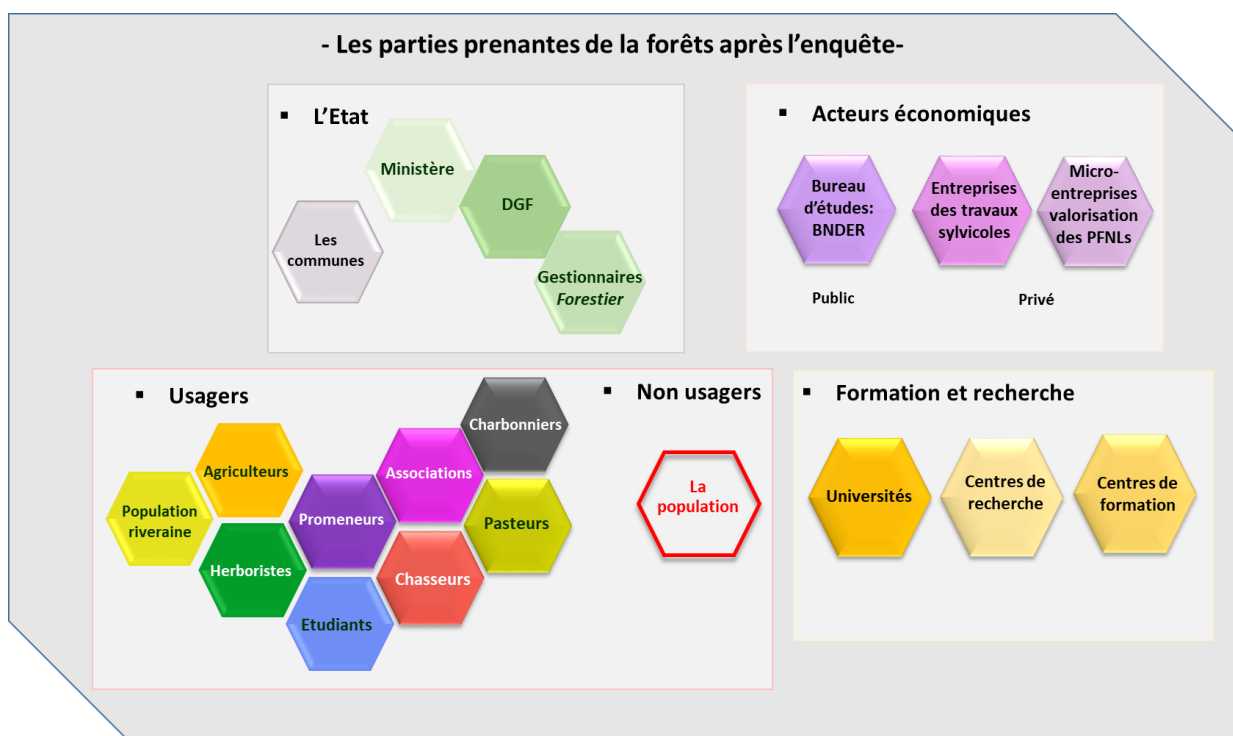 - Les parties prenantes de la forêts après l’enquête-
▪ L’Etat
Ministère
DGF
Les
communes
Gestionnaires
Forestier
▪ Acteurs économiques
Bureau
d’études:
BNDER
Entreprises
des travaux
sylvicoles
Micro-
entreprises
valorisation
des PFNLs
Public
Privé
▪ Usagers
Charbonniers
Agriculteurs
Associations
Population
riveraine
Promeneurs
Pasteurs
Herboristes
Chasseurs
Etudiants
▪ Non usagers
La
population
▪ Formation et recherche
Universités
Centres de
recherche
Centres de
formation